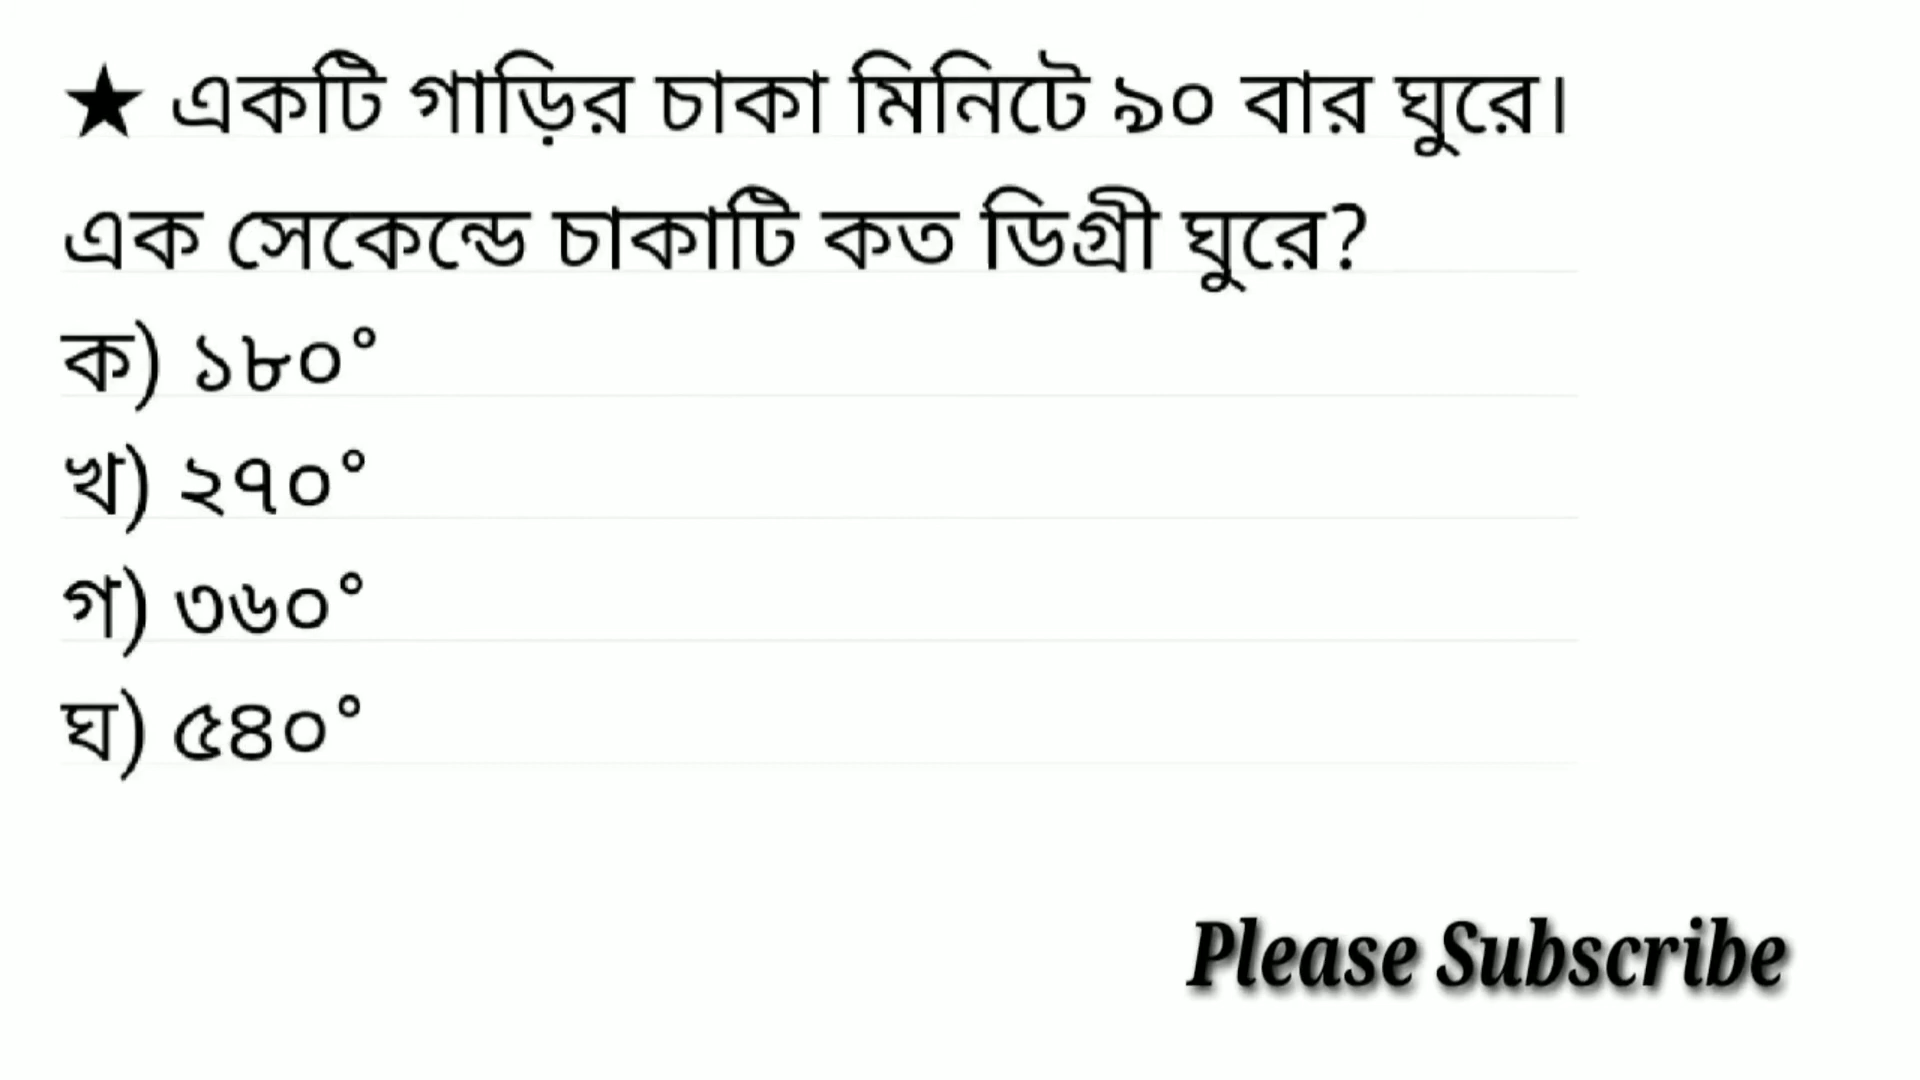 ★ একটি গাড়ির চাকা মিনিটে ৯০ বার ঘুরে।
এক সেকেন্ডে চাকাটি কত ডিগ্রী ঘুরে?
ক) ১৮০°
খ) ২৭০°
গ) ৩৬০°
ঘ) ৫৪০°
Please Subscribe